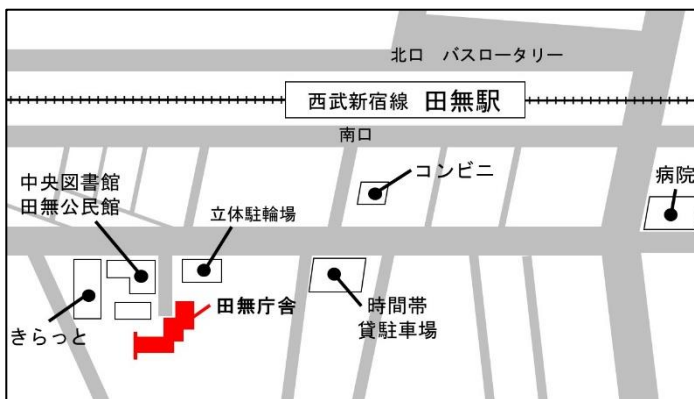 北口 バスロータリー
西武新宿線 田無駅
南口
コンビニ
病院
中央図書館
田無公民館
立体駐輪場
田無庁舎
時間帯
貸駐車場
きらっと